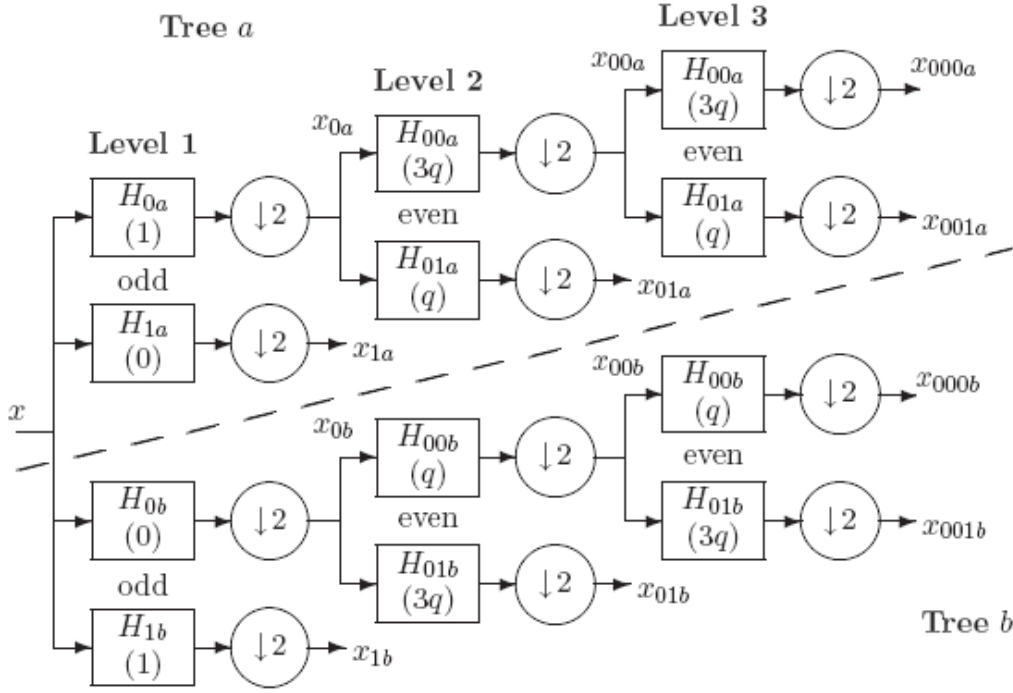 Tree a
Level 3
Level 2
Level 1
x00a
H00a
(3q)
↓2
x000a
even
H01a
(q)
↓2
x001a
x0a
H00a
(3q)
↓2
even
H01a
(q)
↓2
x01a
H0a
(1)
↓2
odd
H1a
(0)
↓2
x1a
x
x00b
H00b
(q)
↓2
x000b
even
H01b
(3q)
↓2
x001b
x0b
H00b
(q)
↓2
even
H01b
(3q)
↓2
x01b
H0b
(0)
↓2
odd
H1b
(1)
↓2
x1b
Tree b